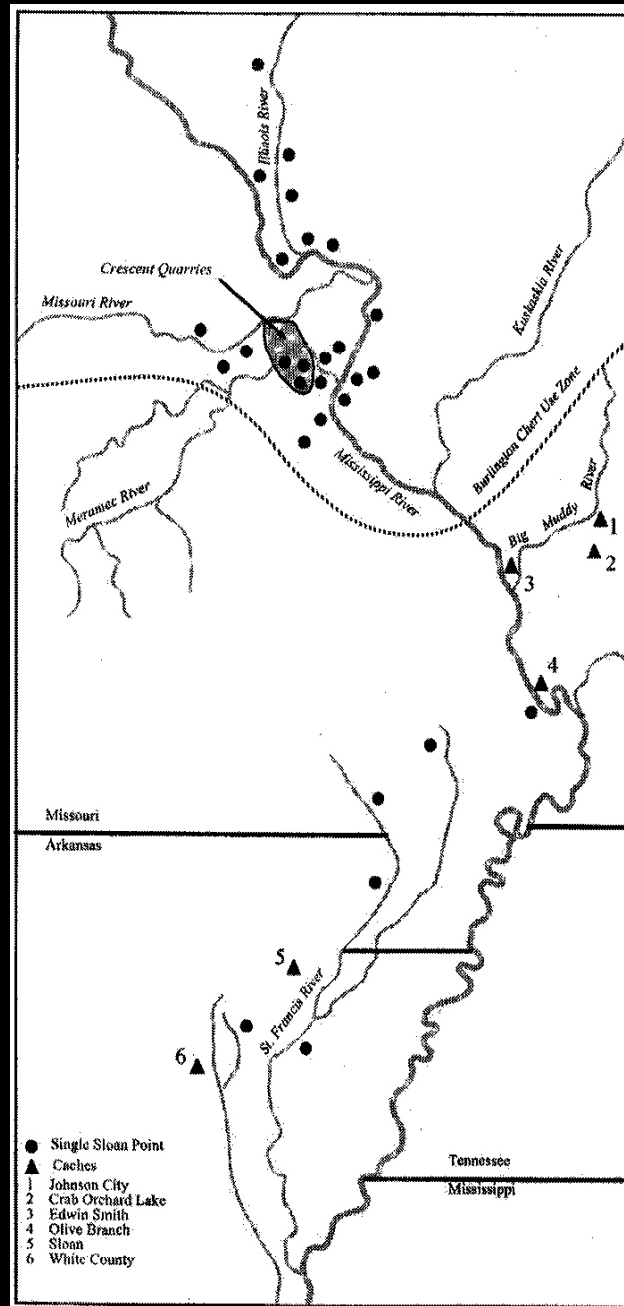 Illinois River
Crescent Quarries
Missouri River
Kaskaskia River
Burlington Chert Use Zone
Mississippi River
Meramec River
Big Muddy River
1
2
3
4
Missouri
Arkansas
5
St. Francis River
6
Tennessee
Mississippi
Single Sloan Point
Caches
1 Johnson City
2 Crab Orchard Lake
3 Edwin Smith
4 Olive Branch
5 Sloan
6 White County